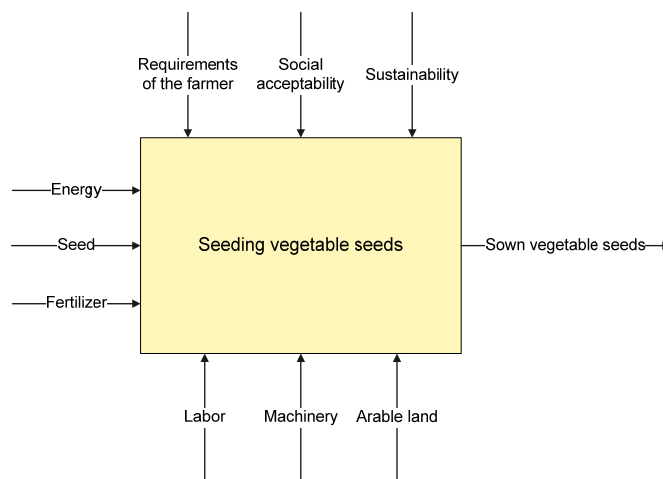 Requirements
of the farmer
Social
acceptability
Sustainability
Energy
Seed
Fertilizer
Seeding vegetable seeds
Sown vegetable seeds
Labor
Machinery
Arable land